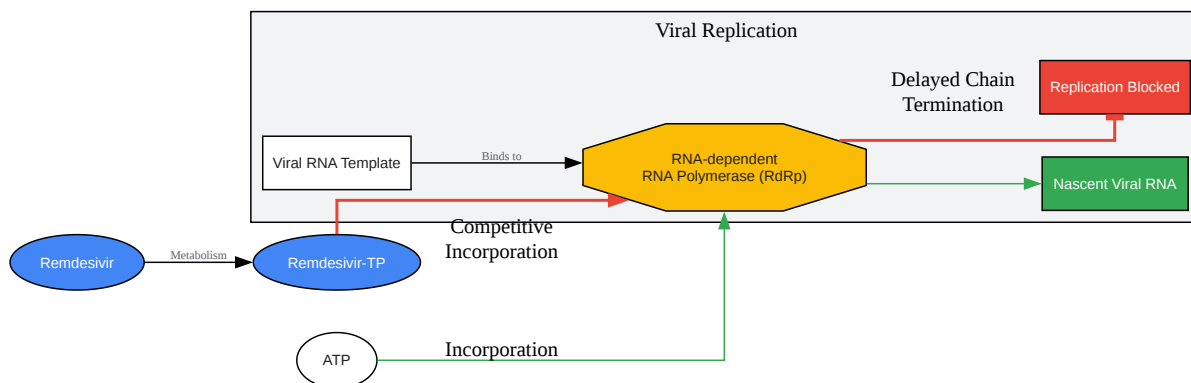 Viral Replication
Delayed Chain
Termination
Replication Blocked
Viral RNA Template
Binds to
RNA-dependent
RNA Polymerase (RdRp)
Nascent Viral RNA
Competitive
Incorporation
Remdesivir
Metabolism
Remdesivir-TP
ATP
Incorporation